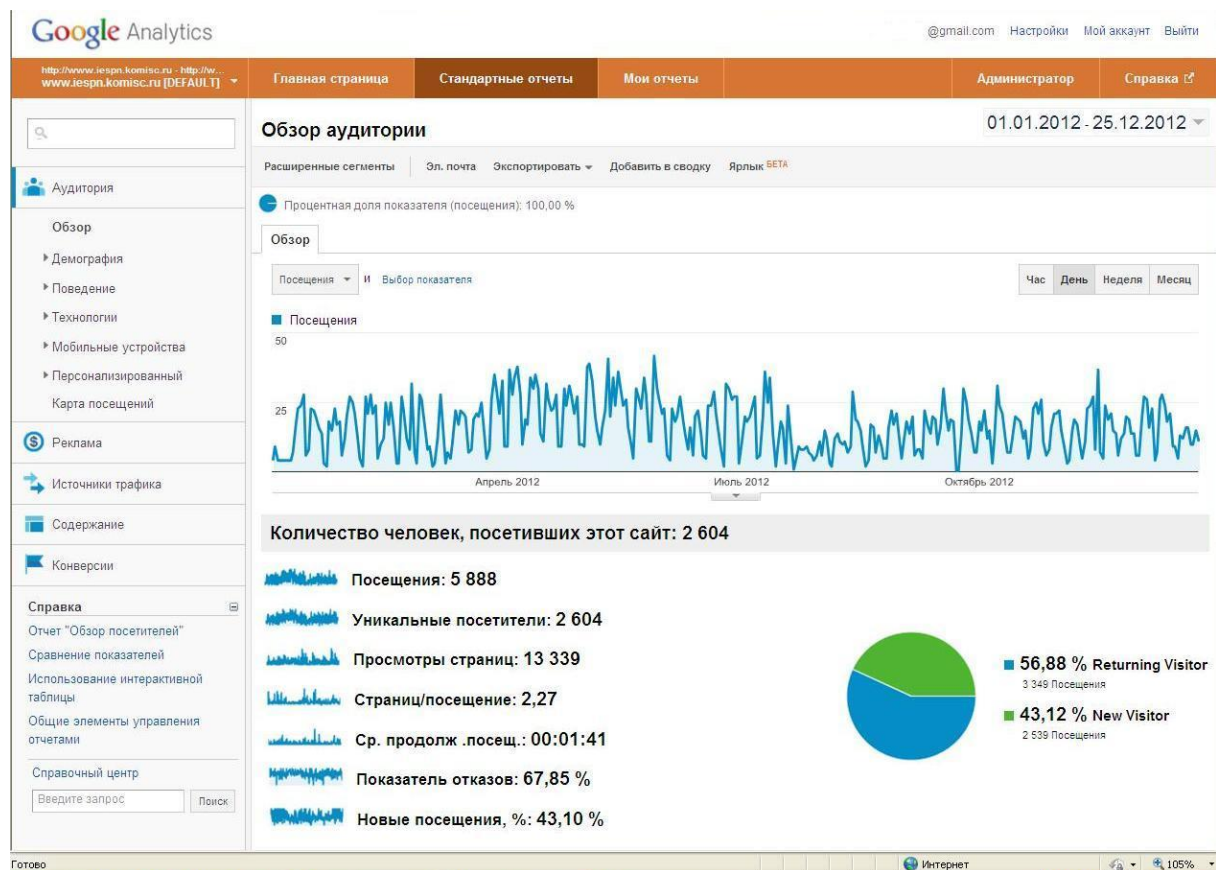 Google Analytics
@gmail.com Настройки Мой аккаунт Выйти
http://www.iespn.komisc.ru - http://w...
www.iespn.komisc.ru [DEFAULT]
Главная страница Стандартные отчеты Мои отчеты Администратор Справка
Обзор аудитории
01.01.2012 - 25.12.2012
Расширенные сегменты Эл. почта Экспортировать Добавить в сводку Ярлык БЕТА
Аудитория
Обзор
Демография
Поведение
Технологии
Мобильные устройства
Персонализированный
Карта посещений
Реклама
Источники трафика
Содержание
Конверсии
Справка
Отчет "Обзор посетителей"
Сравнение показателей
Использование интерактивной
таблицы
Общие элементы управления
отчетами
Справочный центр
Введите запрос Поиск
Процентная доля показателя (посещения): 100,00 %
Обзор
Посещения и Выбор показателя
Час День Неделя Месяц
Посещения
50
25
Апрель 2012 Июль 2012 Октябрь 2012
Количество человек, посетивших этот сайт: 2 604
Посещения: 5 888
Уникальные посетители: 2 604
Просмотры страниц: 13 339
Страниц/посещение: 2,27
Ср. продолж .посещ.: 00:01:41
Показатель отказов: 67,85 %
Новые посещения, %: 43,10 %
56,88 % Returning Visitor
3 349 Посещения
43,12 % New Visitor
2 539 Посещения
Готово Интернет 105%